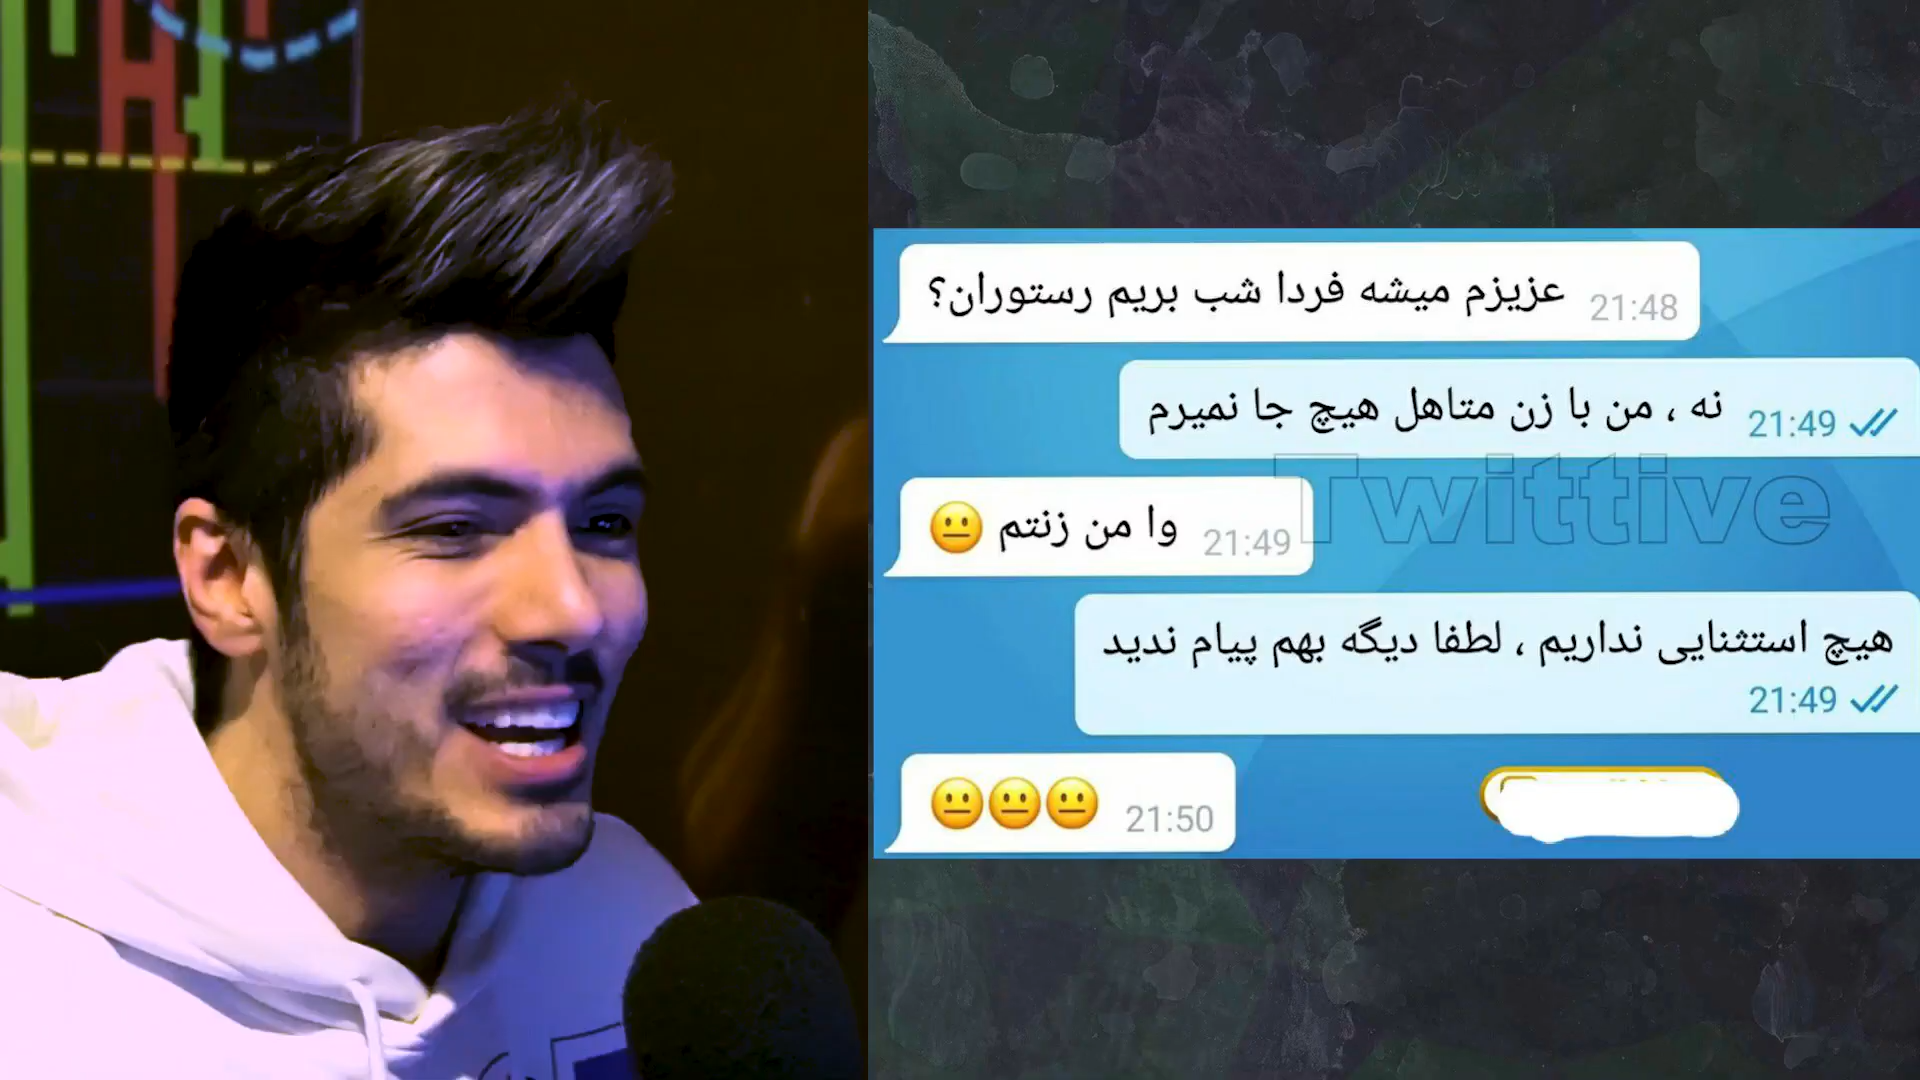 عزیزم میشه فردا شب بریم رستوران؟ 21:48
نه ، من با زن متاهل هیچ جا نمیرم 21:49
Twittive
وا من زنتم 😐 21:49
هیچ استثنایی نداریم ، لطفا دیگه بهم پیام ندید
21:49
😐😐😐 21:50